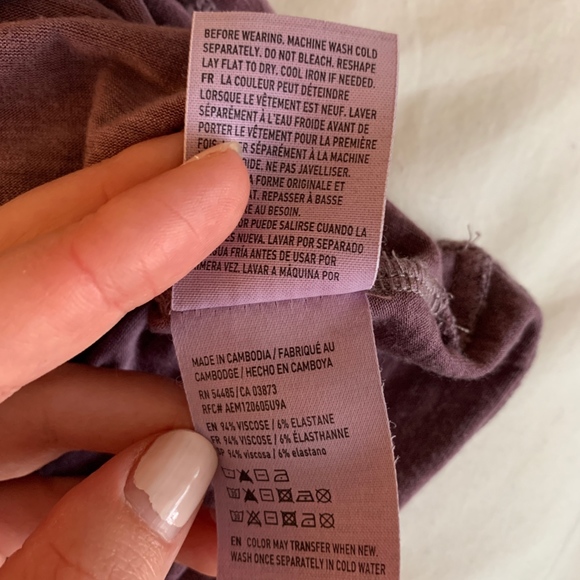 BEFORE WEARING. MACHINE WASH COLD
SEPARATELY. DO NOT BLEACH. RESHAPE
LAY FLAT TO DRY. COOL IRON IF NEEDED.
FR LA COULEUR PEUT DÉTEINDRE
LORSQUE LE VÊTEMENT EST NEUF. LAVER
SÉPARÉMENT À L'EAU FROIDE AVANT DE
PORTER LE VÊTEMENT POUR LA PREMIÈRE
FOIS. SÉPARÉMENT À LA MACHINE
NE PAS JAVELLISER.
LA FORME ORIGINALE ET
REPASSER À BASSE
AU BESOIN.
PUEDE SALIRSE CUANDO LA
ES NUEVA. LAVAR POR SEPARADO
FRÍA ANTES DE USAR POR
VEZ. LAVAR A MÁQUINA POR
MADE IN CAMBODIA / FABRIQUÉ AU
CAMBODGE / HECHO EN CAMBOYA
RN 54485 / CA 03873
RFC# AEM120605U9A
EN 94% VISCOSE / 6% ELASTANE
FR 94% VISCOSE / 6% ÉLASTHANNE
94% viscosa / 6% elastano
EN COLOR MAY TRANSFER WHEN NEW.
WASH ONCE SEPARATELY IN COLD WATER